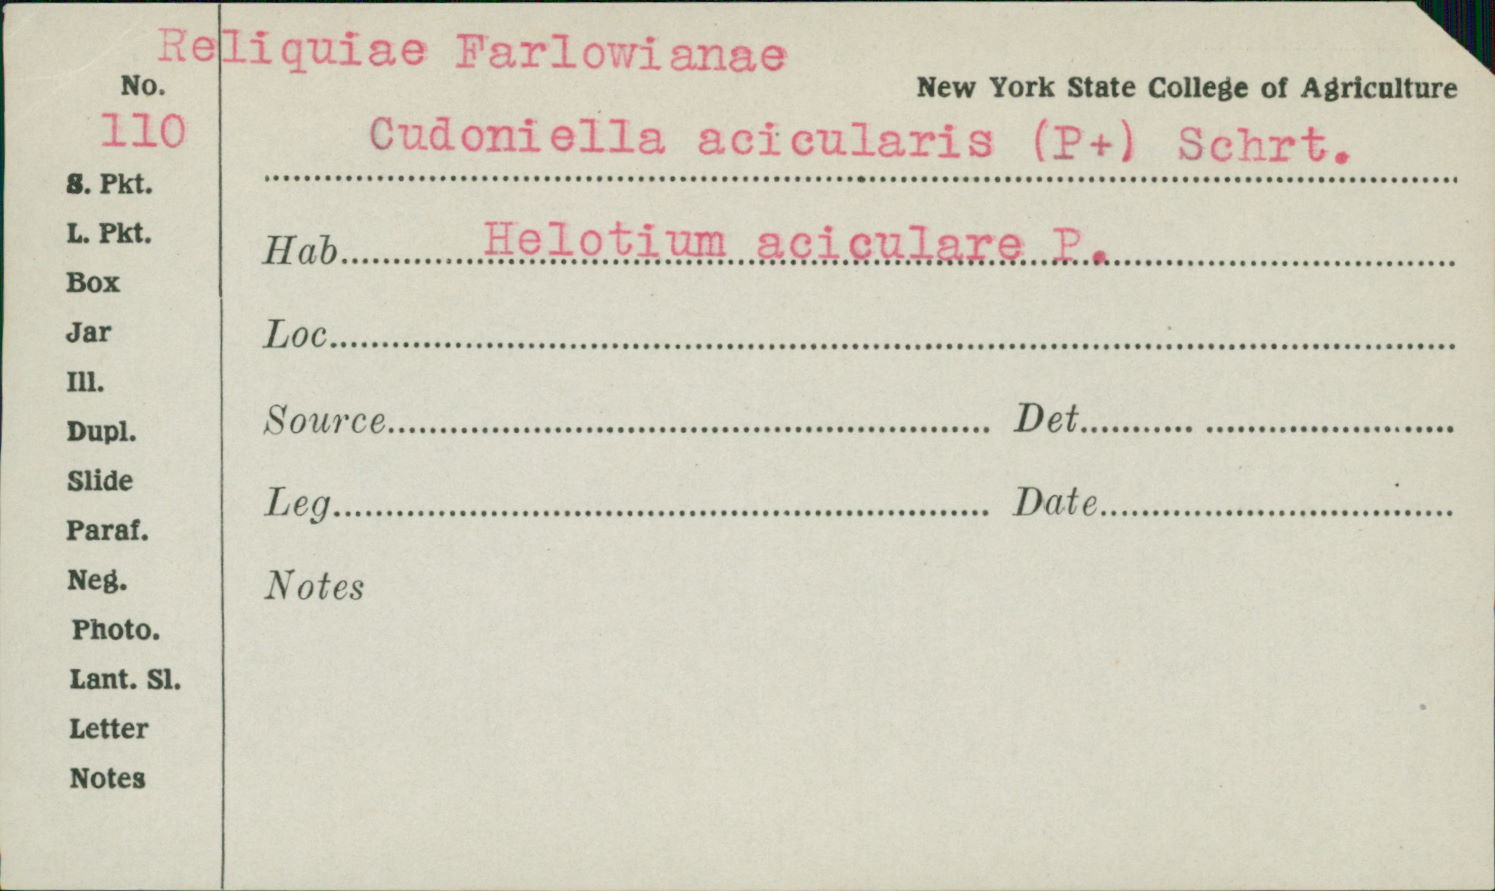 Reliquiae Farlowianae
No.
New York State College of Agriculture
110
Cudoniella acicularis (P+) Schrt.
S. Pkt.
L. Pkt.
Hab. Helotium aciculare P.
Box
Jar
Loc.
Ill.
Dupl.
Source Det.
Slide
Leg. Date
Paraf.
Neg.
Notes
Photo.
Lant. Sl.
Letter
Notes